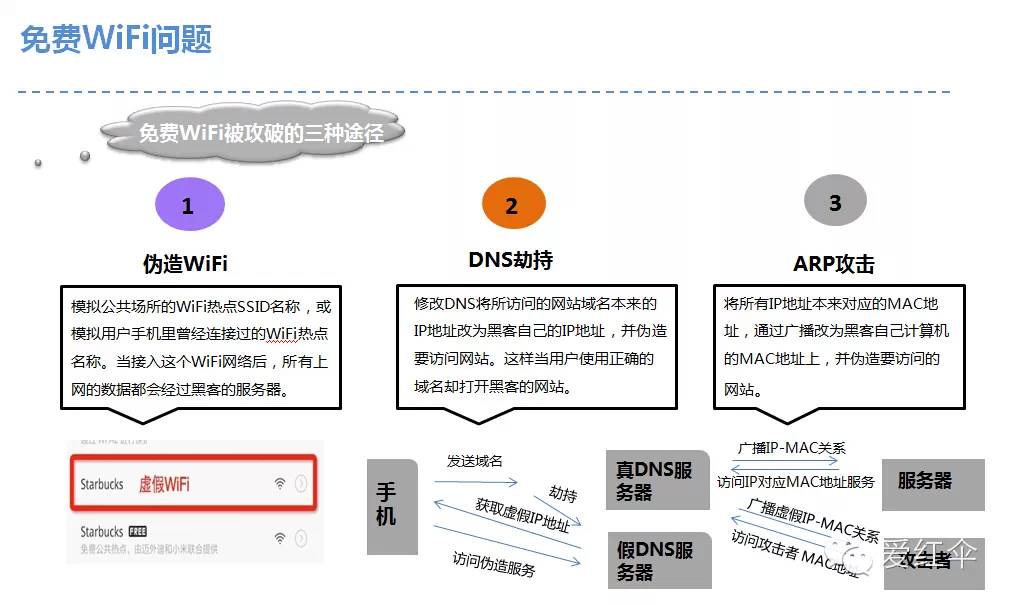 免费WiFi问题
免费WiFi被攻破的三种途径
1
伪造WiFi
模拟公共场所的WiFi热点SSID名称，或
模拟用户手机里曾经连接过的WiFi热点
名称。当接入这个WiFi网络后，所有上
网的数据都会经过黑客的服务器。
Starbucks 虚假WiFi
Starbucks FREE
免费公共热点，由迈外迪和小米联合提供
2
DNS劫持
修改DNS将所访问的网站域名本来的
IP地址改为黑客自己的IP地址，并伪造
要访问网站。这样当用户使用正确的
域名却打开黑客的网站。
手
机
发送域名
劫持
获取虚假IP地址
访问伪造服务
真DNS服
务器
假DNS服
务器
3
ARP攻击
将所有IP地址本来对应的MAC地
址，通过广播改为黑客自己计算机
的MAC地址上，并伪造要访问的
网站。
广播IP-MAC关系
访问IP对应MAC地址服务
广播虚假IP-MAC关系
访问攻击者 MAC地址
服务器
攻击者
爱红伞